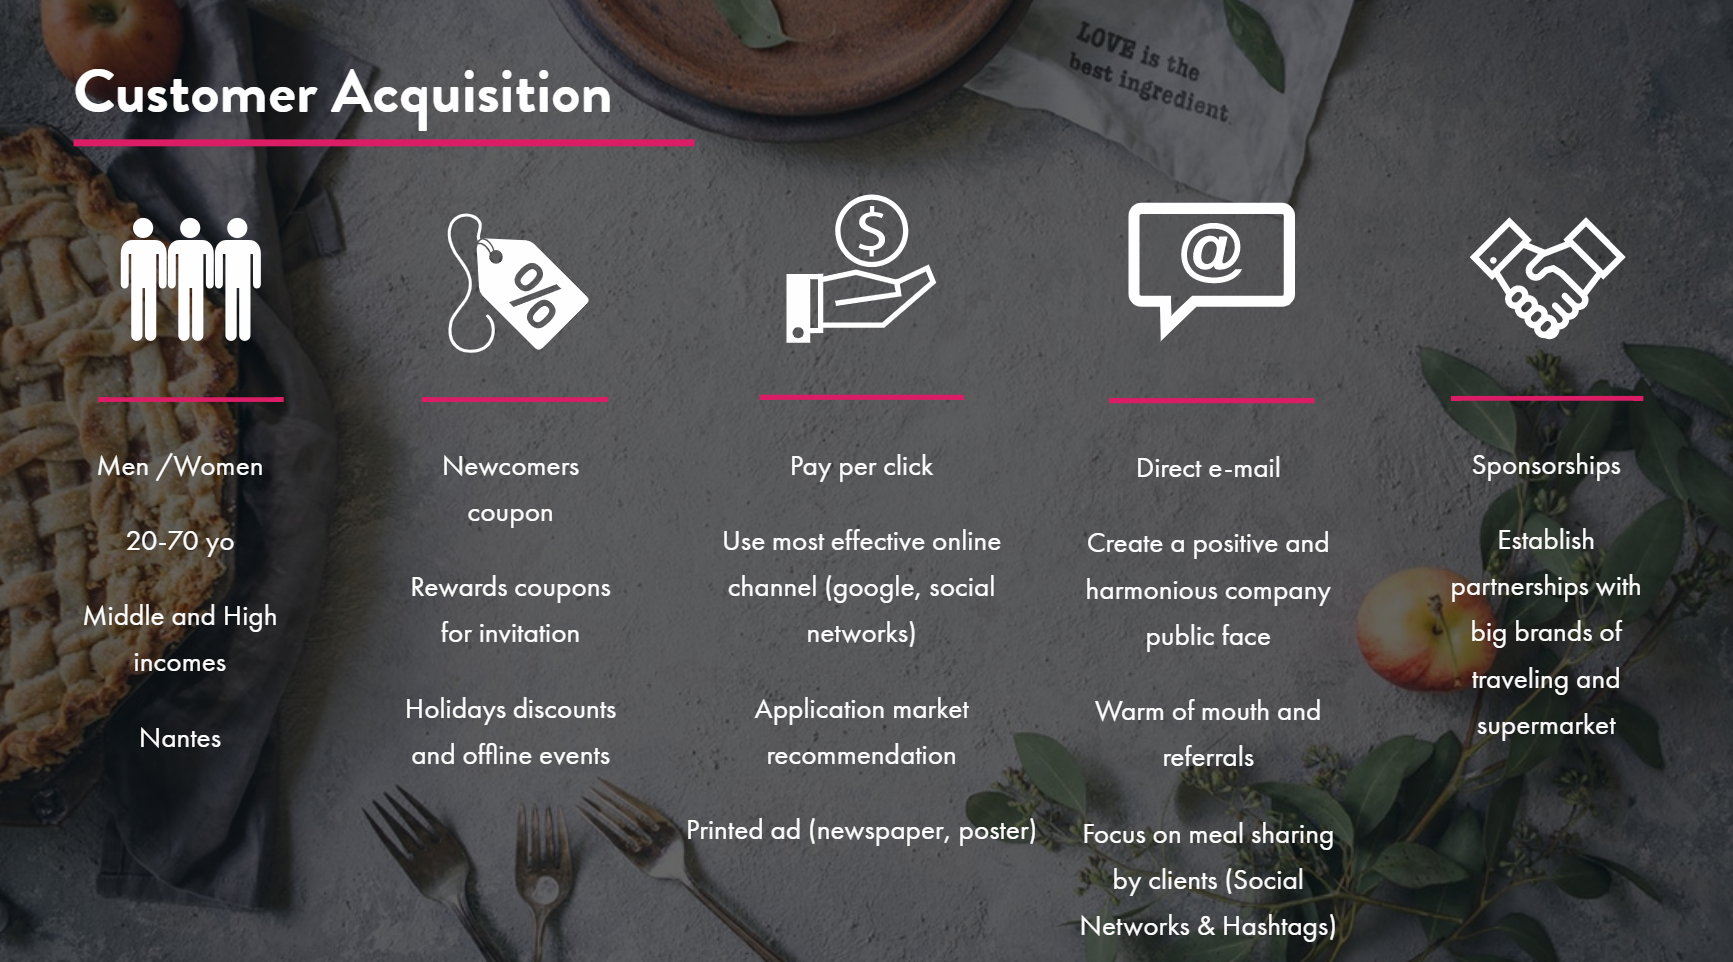 LOVE is the
best ingredient
Customer Acquisition
%
$
@
Men /Women
20-70 yo
Middle and High
incomes
Nantes
Newcomers
coupon
Rewards coupons
for invitation
Holidays discounts
and offline events
Pay per click
Use most effective online
channel (google, social
networks)
Application market
recommendation
Printed ad (newspaper, poster)
Direct e-mail
Create a positive and
harmonious company
public face
Warm of mouth and
referrals
Focus on meal sharing
by clients (Social
Networks & Hashtags)
Sponsorships
Establish
partnerships with
big brands of
traveling and
supermarket